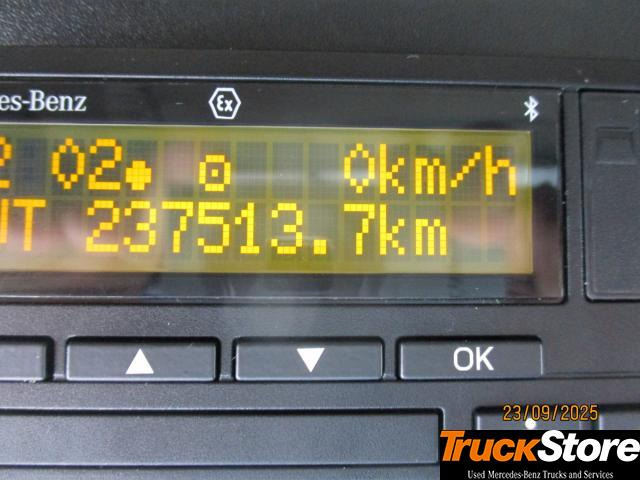 es-Benz Ex
2 02 0km/h
UT 237513.7km
OK
23/09/2025
TruckStore
Used Mercedes-Benz Trucks and Services